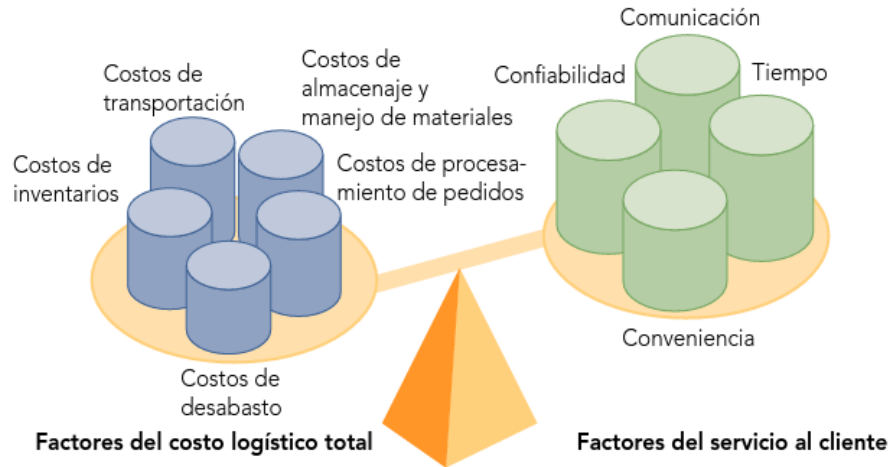 Costos de
transportación
Costos de
almacenaje y
manejo de materiales
Costos de
inventarios
Costos de procesa-
miento de pedidos
Costos de
desabasto
Factores del costo logístico total
Comunicación
Confiabilidad
Tiempo
Conveniencia
Factores del servicio al cliente